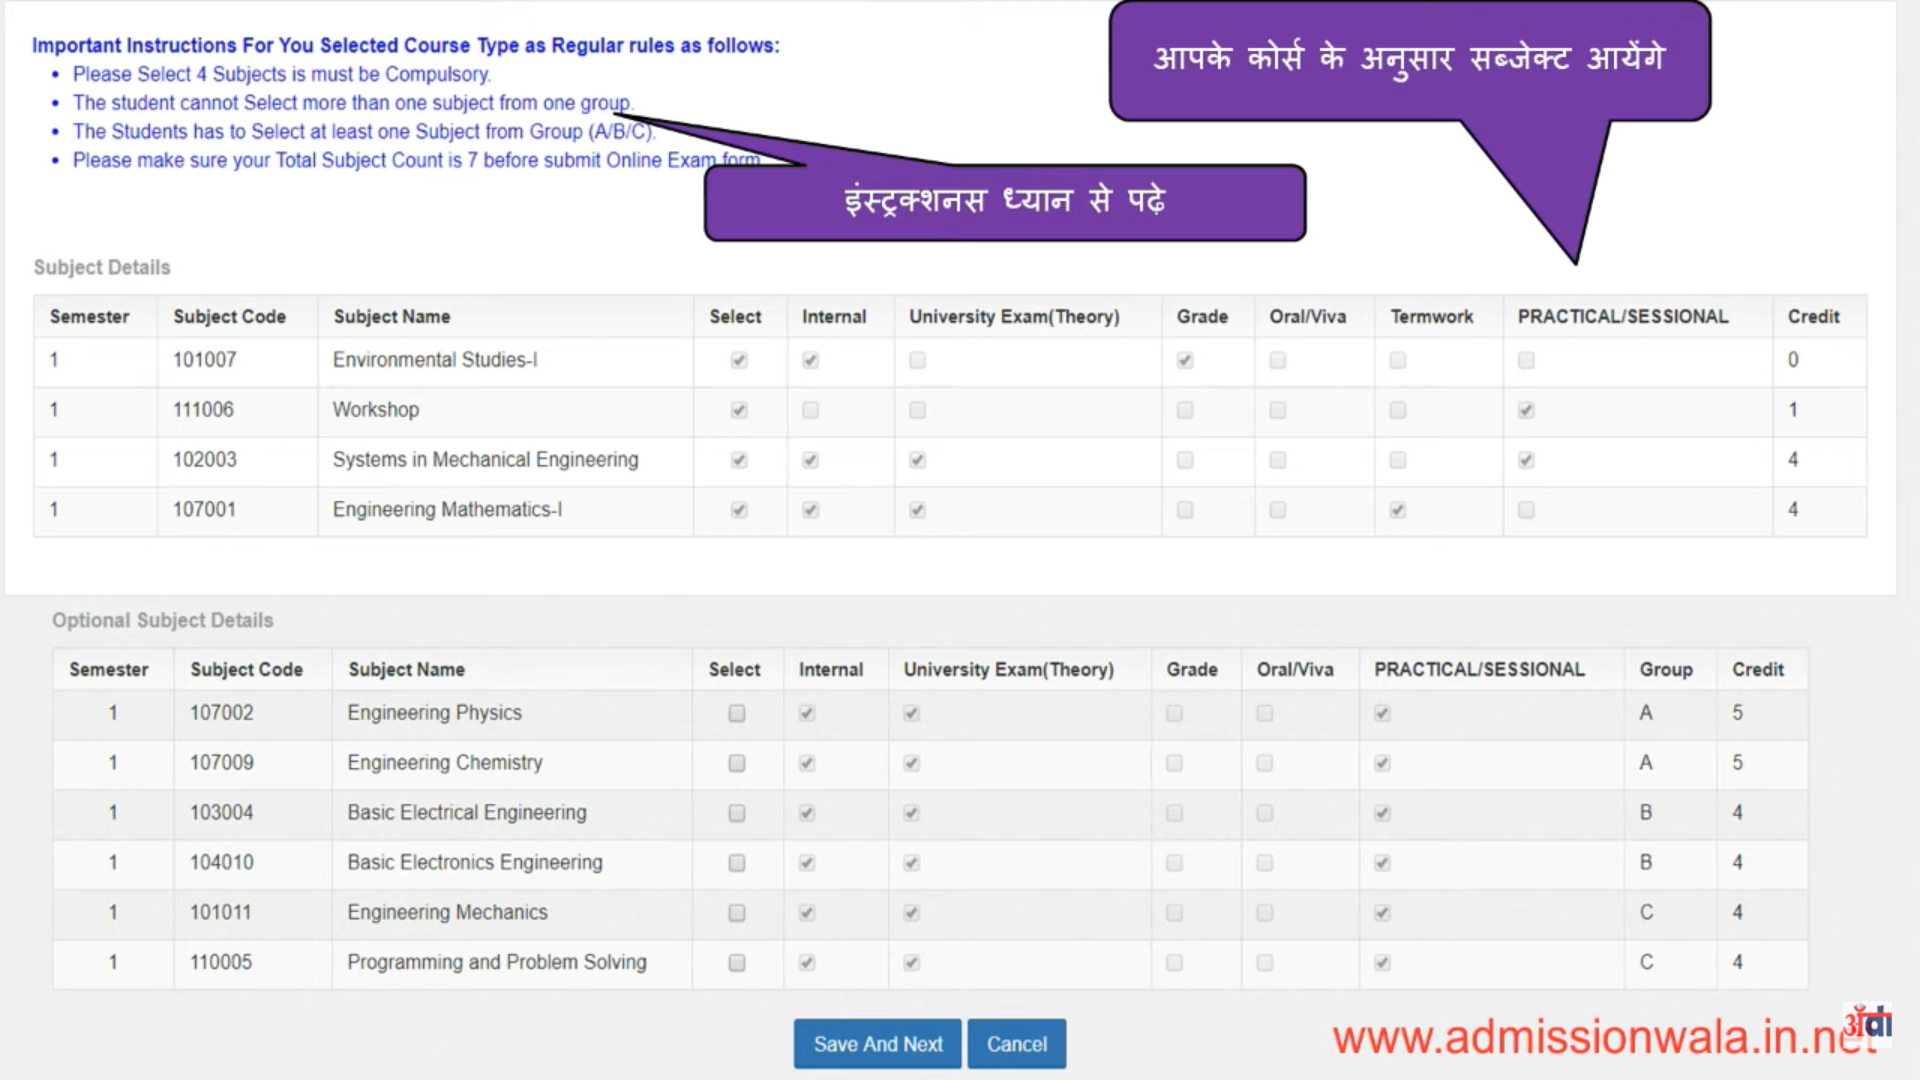 Important Instructions For You Selected Course Type as Regular rules as follows:
आपके कोर्स के अनुसार सब्जेक्ट आयेंगे
• Please Select 4 Subjects is must be Compulsory.
• The student cannot Select more than one subject from one group.
• The Students has to Select at least one Subject from Group (A/B/C).
• Please make sure your Total Subject Count is 7 before submit Online Exam form
इंस्ट्रक्शनस ध्यान से पढ़े
Subject Details
Semester Subject Code Subject Name Select Internal University Exam(Theory) Grade Oral/Viva Termwork PRACTICAL/SESSIONAL Credit
1 101007 Environmental Studies-I 0
1 111006 Workshop 1
1 102003 Systems in Mechanical Engineering 4
1 107001 Engineering Mathematics-I 4
Optional Subject Details
Semester Subject Code Subject Name Select Internal University Exam(Theory) Grade Oral/Viva PRACTICAL/SESSIONAL Group Credit
1 107002 Engineering Physics A 5
1 107009 Engineering Chemistry A 5
1 103004 Basic Electrical Engineering B 4
1 104010 Basic Electronics Engineering B 4
1 101011 Engineering Mechanics C 4
1 110005 Programming and Problem Solving C 4
Save And Next Cancel
www.admissionwala.in.net